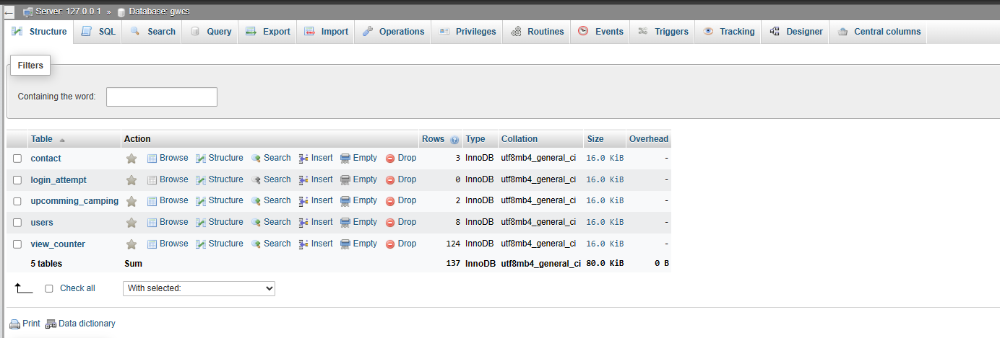 Server: 127.0.0.1 » Database: gwcs
Structure SQL Search Query Export Import Operations Privileges Routines Events Triggers Tracking Designer Central columns
Filters
Containing the word:
Table Action Rows Type Collation Size Overhead
contact Browse Structure Search Insert Empty Drop 3 InnoDB utf8mb4_general_ci 16.0 KiB -
login_attempt Browse Structure Search Insert Empty Drop 0 InnoDB utf8mb4_general_ci 16.0 KiB -
upcomming_camping Browse Structure Search Insert Empty Drop 2 InnoDB utf8mb4_general_ci 16.0 KiB -
users Browse Structure Search Insert Empty Drop 8 InnoDB utf8mb4_general_ci 16.0 KiB -
view_counter Browse Structure Search Insert Empty Drop 124 InnoDB utf8mb4_general_ci 16.0 KiB -
5 tables Sum 137 InnoDB utf8mb4_general_ci 80.0 KiB 0 B
Check all With selected:
Print Data dictionary